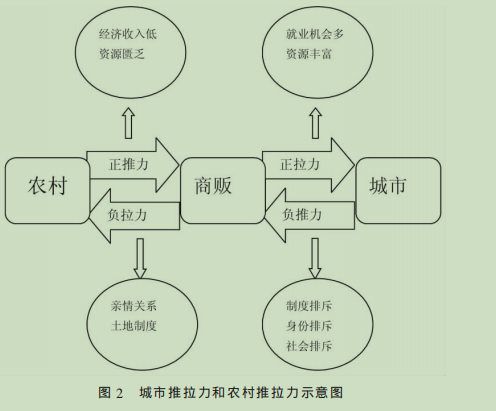 经济收入低
资源匮乏
就业机会多
资源丰富
正推力
正拉力
农村
商贩
城市
负拉力
负推力
亲情关系
土地制度
制度排斥
身份排斥
社会排斥
图 2 城市推拉力和农村推拉力示意图